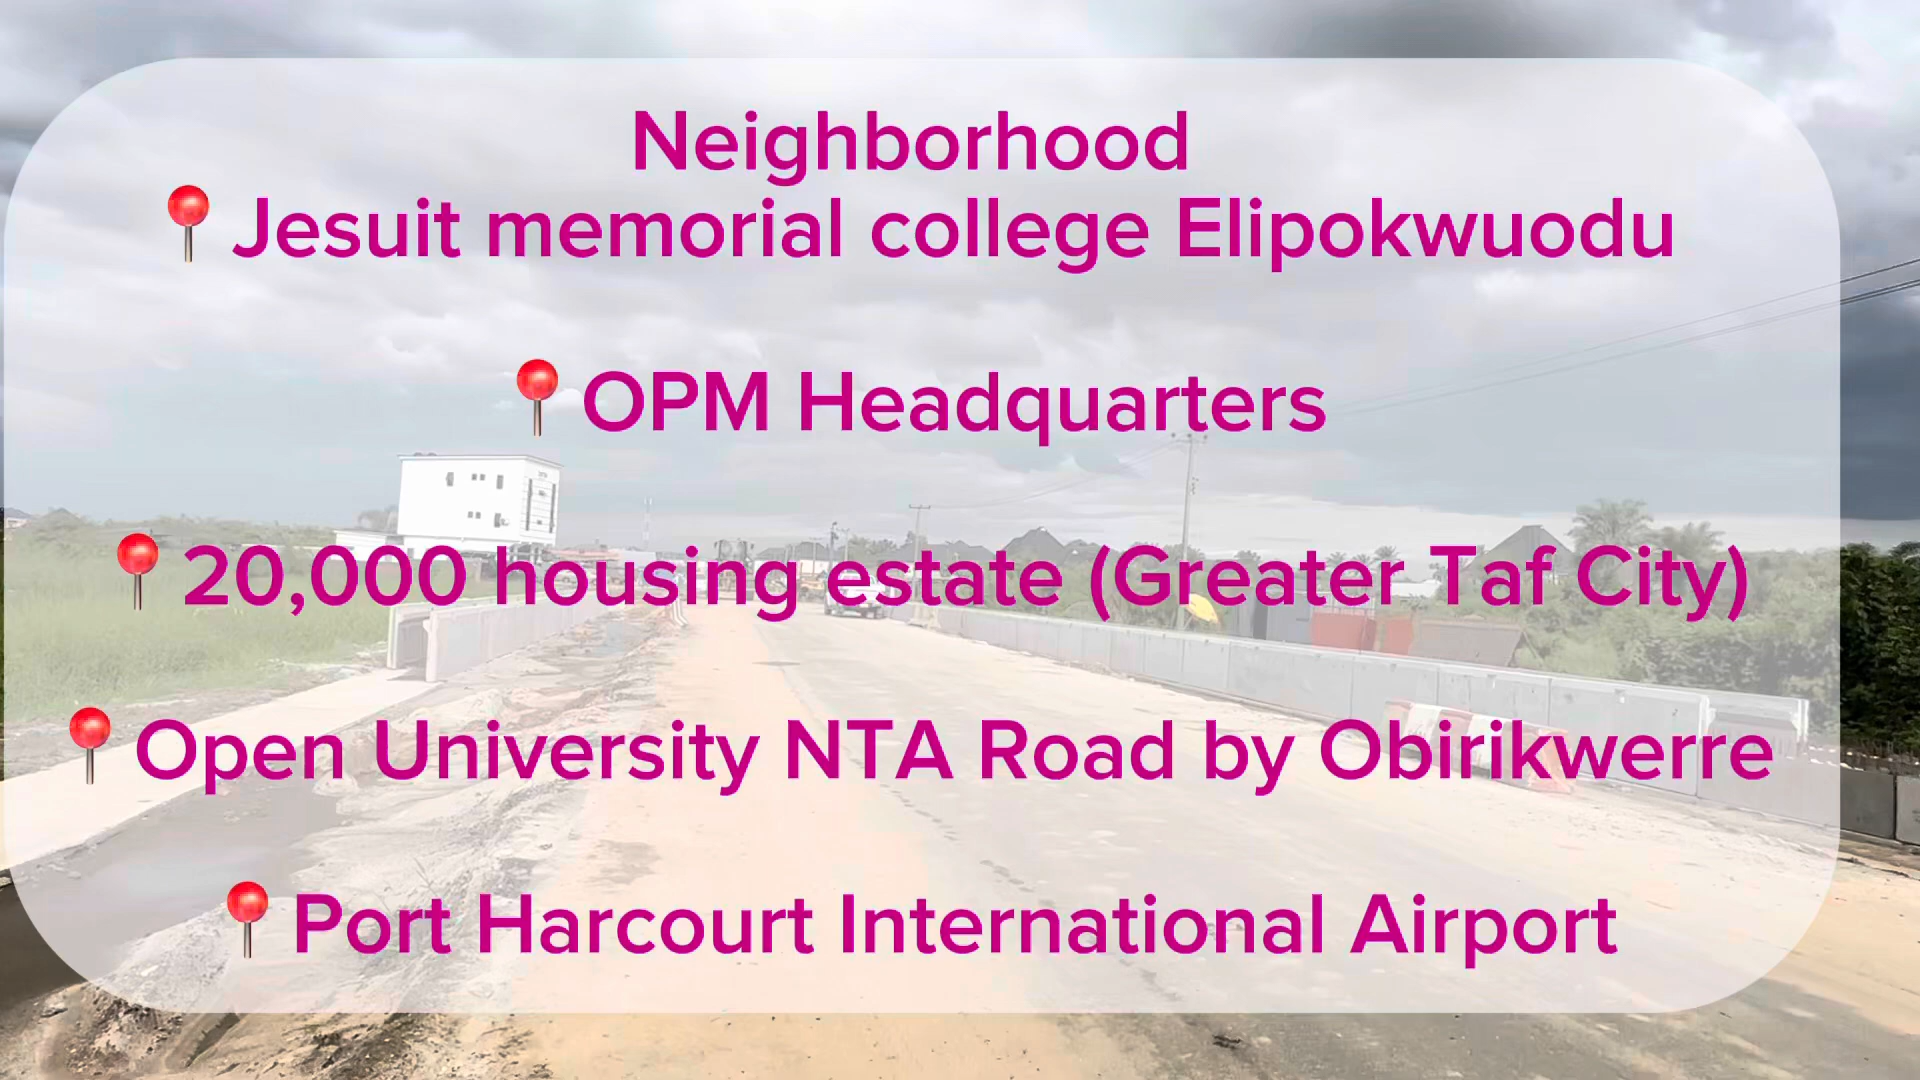 Neighborhood
📍Jesuit memorial college Elipokwuodu
📍OPM Headquarters
📍20,000 housing estate (Greater Taf City)
📍Open University NTA Road by Obirikwerre
📍Port Harcourt International Airport